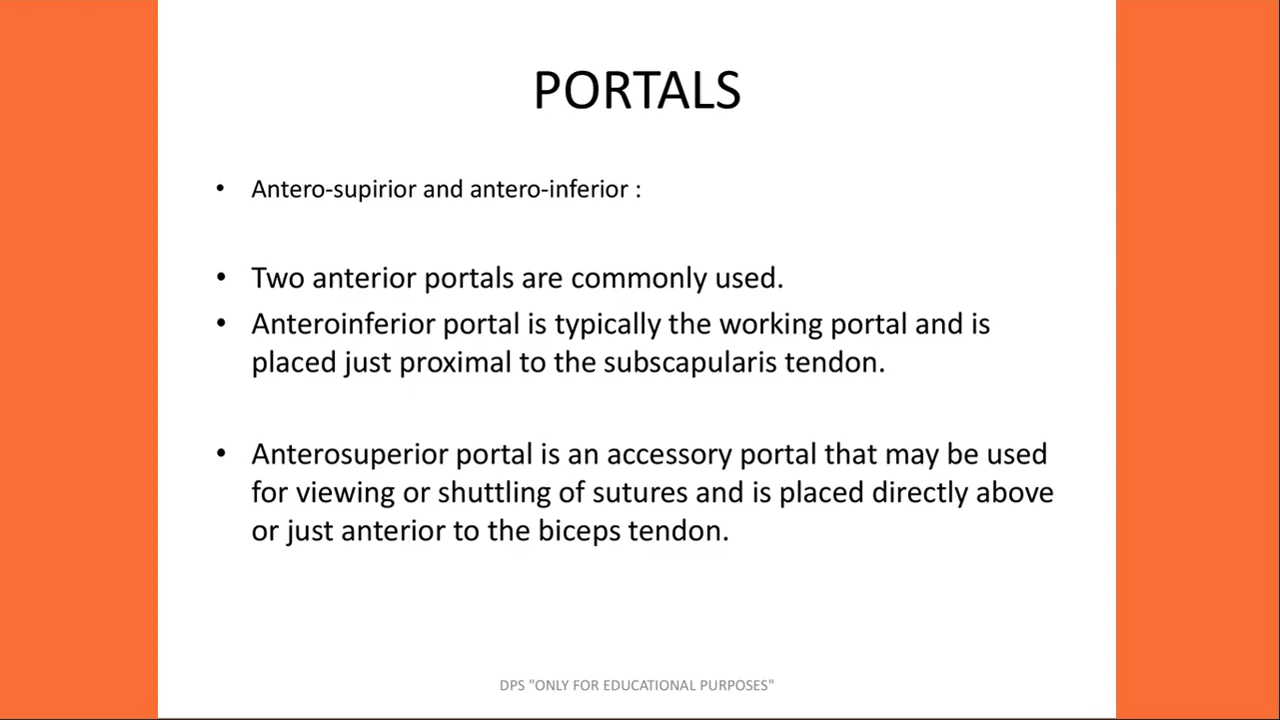 PORTALS
• Antero-supirior and antero-inferior :
• Two anterior portals are commonly used.
• Anteroinferior portal is typically the working portal and is
placed just proximal to the subscapularis tendon.
• Anterosuperior portal is an accessory portal that may be used
for viewing or shuttling of sutures and is placed directly above
or just anterior to the biceps tendon.
DPS "ONLY FOR EDUCATIONAL PURPOSES"